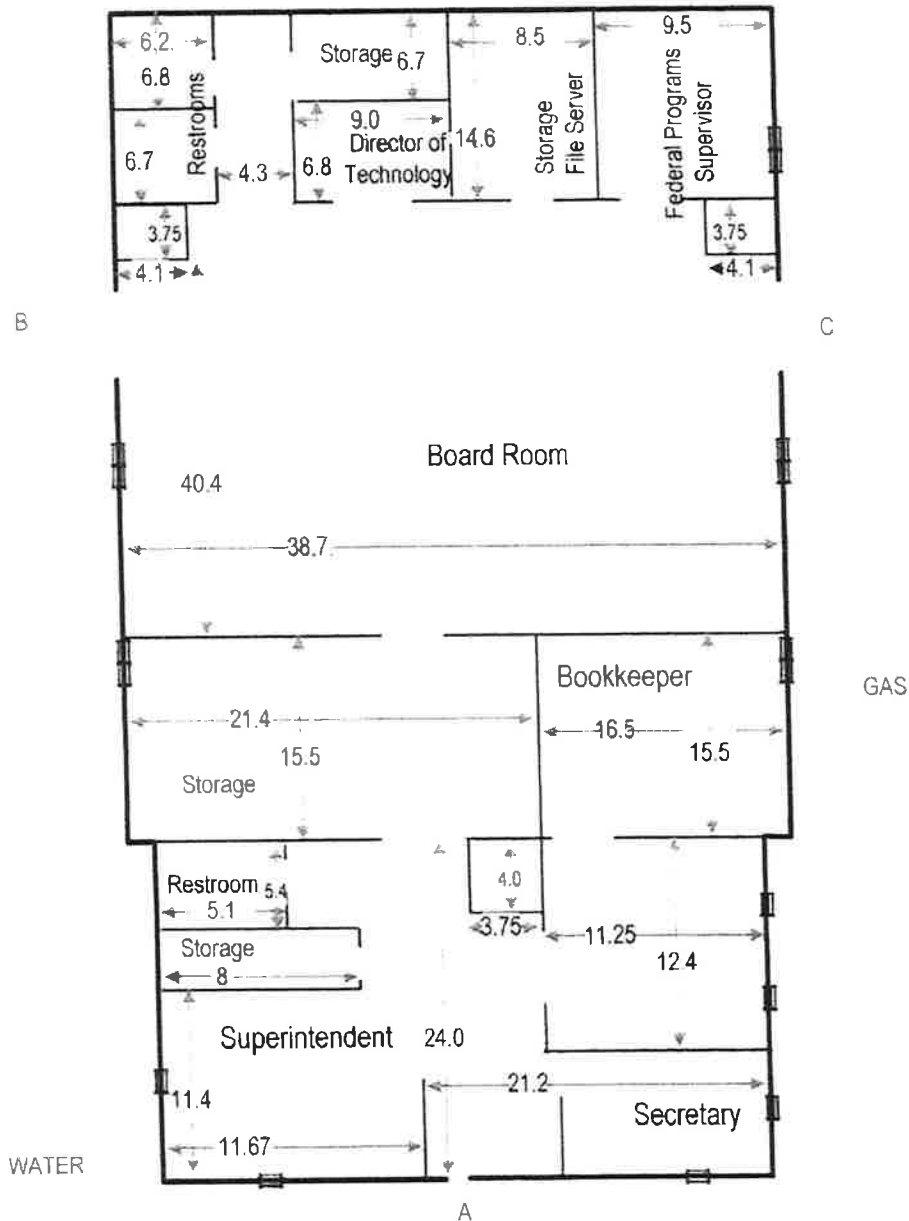 6.2
8.5
9.5
Storage
6.7
6.8
Restrooms
9.0
Director of
Technology
14.6
Storage
File Server
Federal Programs
Supervisor
6.7
4.3
6.8
3.75
3.75
4.1
4.1
B
C
Board Room
40.4
38.7
Bookkeeper
GAS
21.4
16.5
15.5
15.5
Storage
Restroom
5.4
5.1
4.0
3.75
11.25
Storage
12.4
8
Superintendent
24.0
21.2
11.4
Secretary
11.67
WATER
A